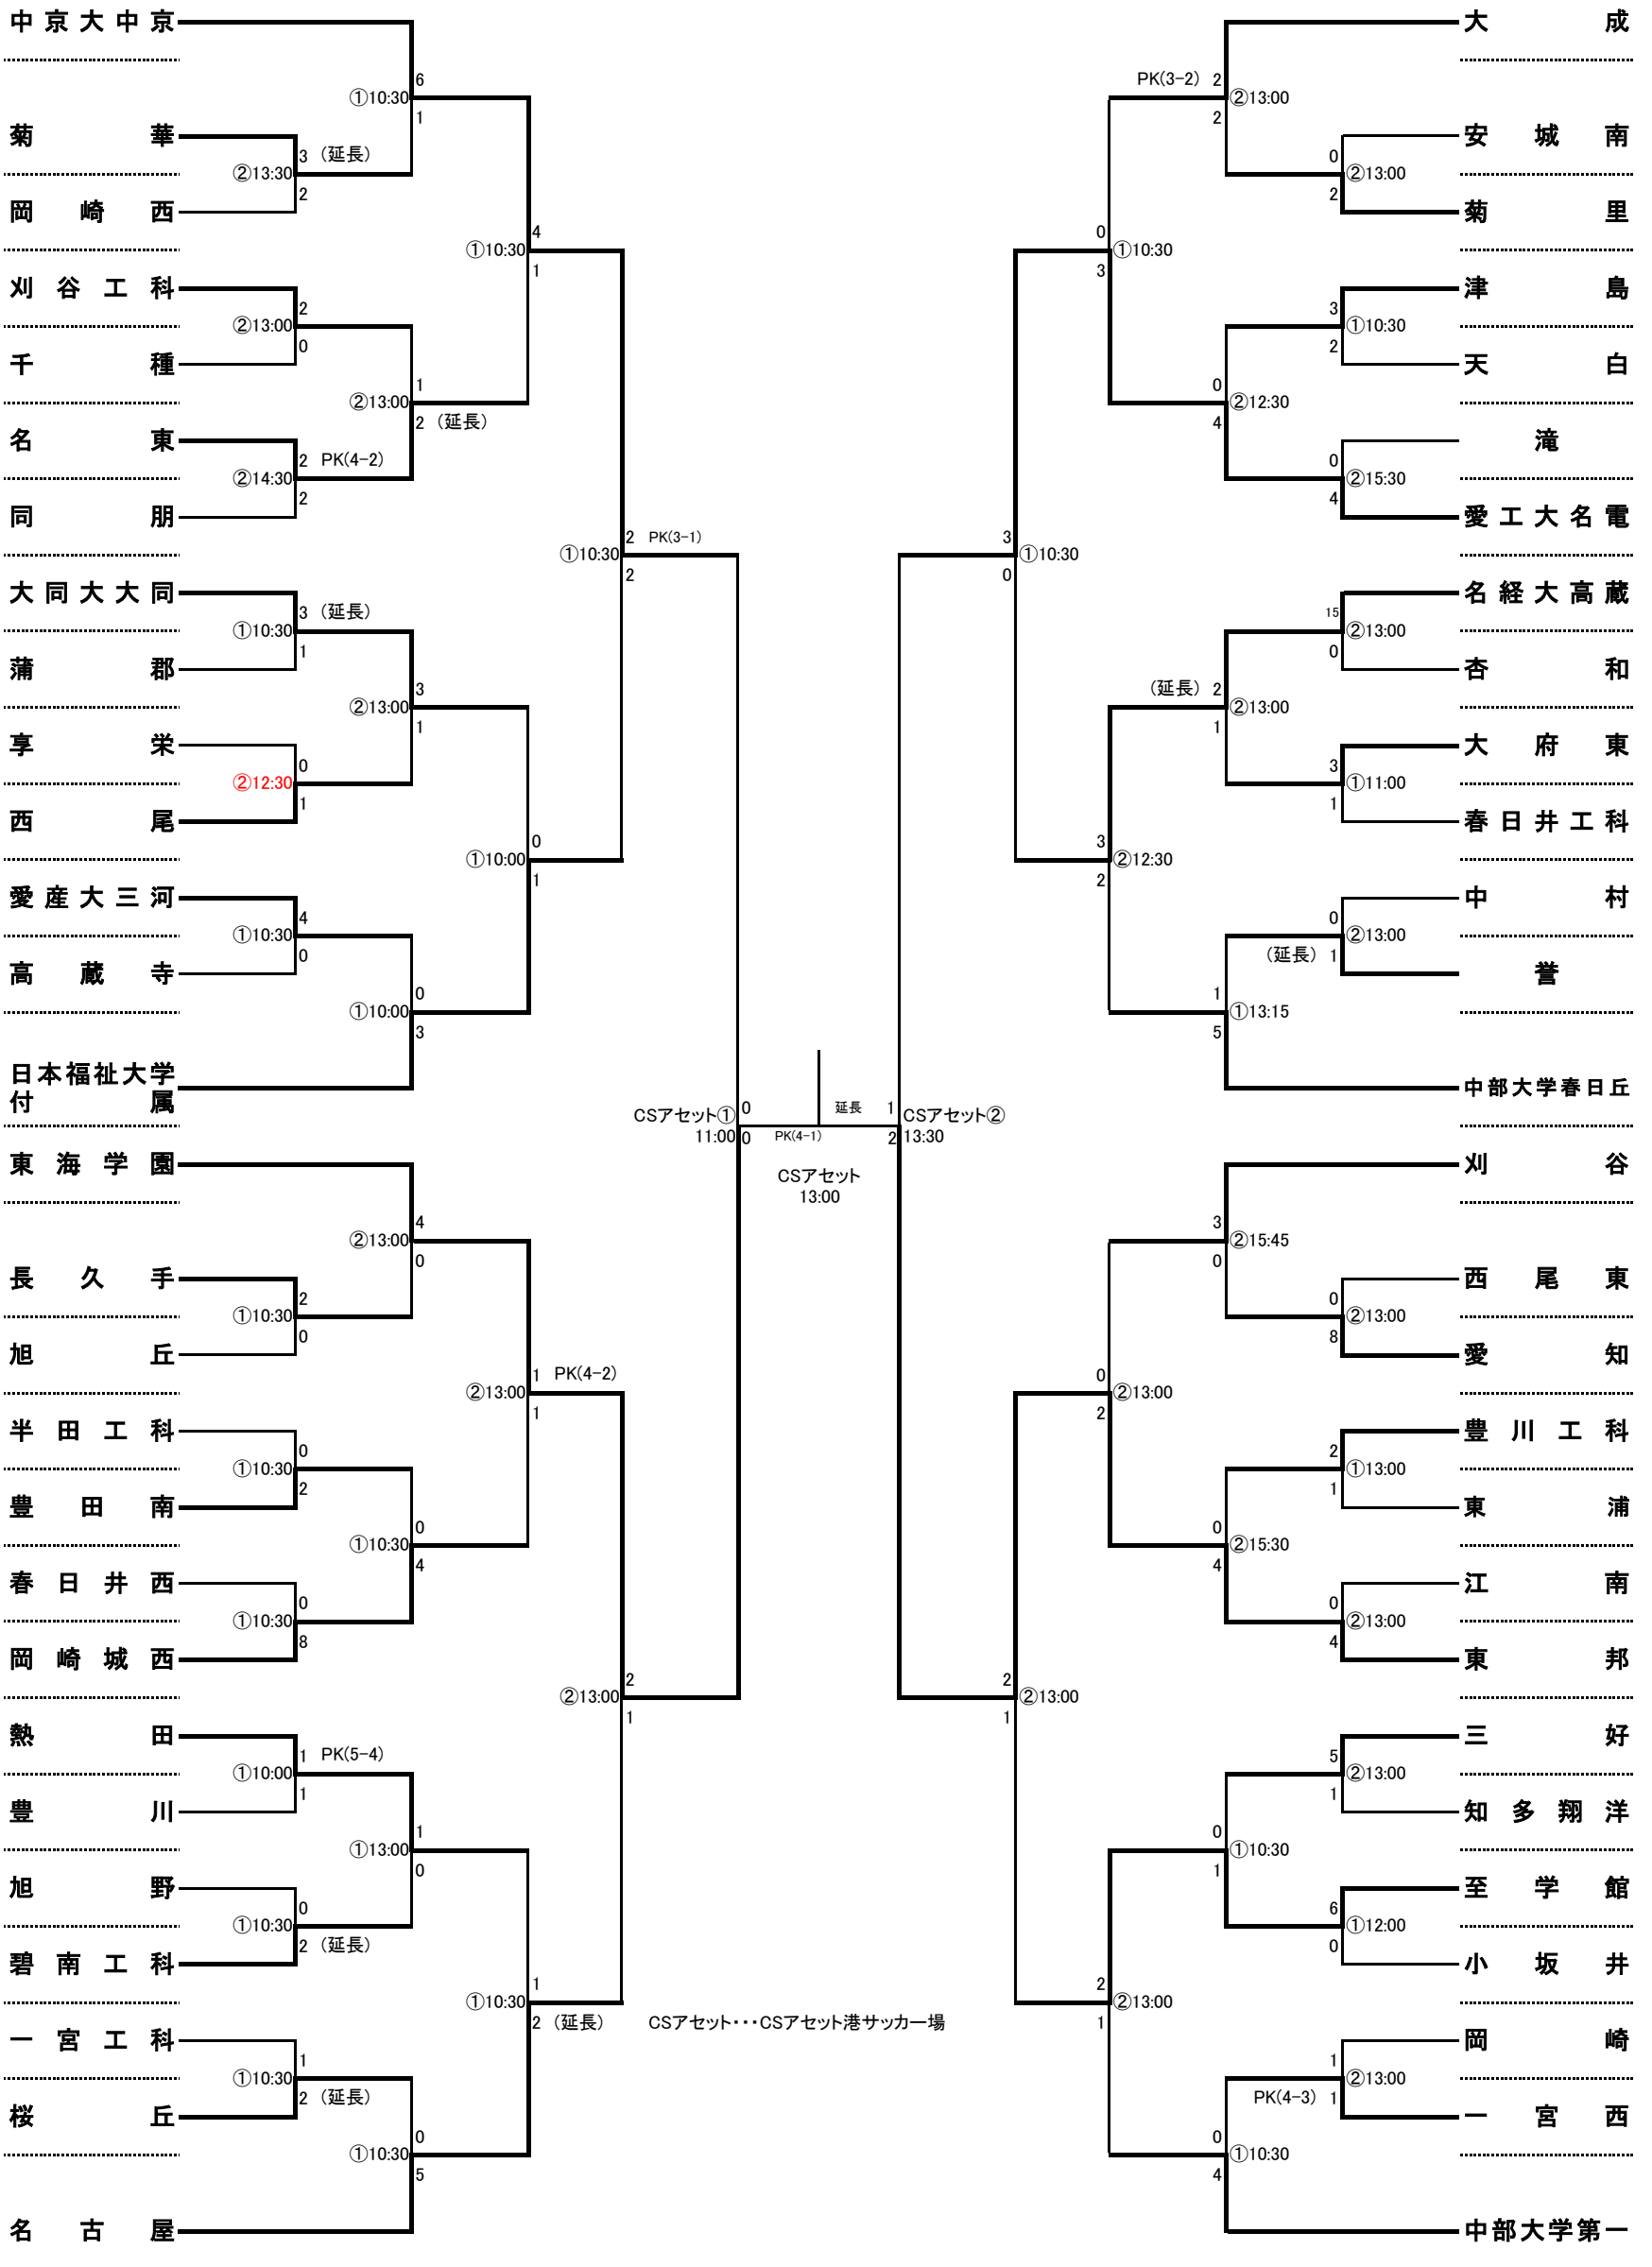 中京大中京
6
①10:30
1
菊華
3 (延長)
②13:30
2
岡崎西
4
①10:30
1
刈谷工科
2
②13:00
0
千種
1
②13:00
2 (延長)
名東
2 PK(4-2)
②14:30
2
同朋
2 PK(3-1)
①10:30
2
大同大大同
3 (延長)
①10:30
1
蒲郡
3
②13:00
1
享栄
0
②12:30
1
西尾
0
①10:00
1
愛産大三河
4
①10:30
0
高蔵寺
0
①10:00
3
日本福祉大学
付属
CSアセット① 0
11:00 0
東海学園
4
②13:00
0
長久手
2
①10:30
0
旭丘
1 PK(4-2)
②13:00
1
半田工科
0
①10:30
2
豊田南
0
①10:30
4
春日井西
0
①10:30
8
岡崎城西
2
②13:00
1
熱田
1 PK(5-4)
①10:00
1
豊川
1
①13:00
0
旭野
0
①10:30
2 (延長)
碧南工科
1
①10:30
2 (延長)
一宮工科
1
①10:30
2 (延長)
桜丘
0
①10:30
5
名古屋
延長
PK(4-1)
CSアセット
13:00
CSアセット・・・CSアセット港サッカー場
大成
PK(3-2) 2
②13:00
2
安城南
0
②13:00
2
菊里
0
①10:30
3
津島
3
①10:30
2
天白
0
②12:30
4
滝
0
②15:30
4
愛工大名電
3
①10:30
0
名経大高蔵
15
②13:00
0
杏和
(延長) 2
②13:00
1
大府東
3
①11:00
1
春日井工科
3
②12:30
2
中村
0
②13:00
(延長) 1
誉
1
①13:15
5
中部大学春日丘
1 CSアセット②
2 13:30
刈谷
3
②15:45
0
西尾東
0
②13:00
8
愛知
0
②13:00
2
豊川工科
2
①13:00
1
東浦
0
②15:30
4
江南
0
②13:00
4
東邦
2
②13:00
1
三好
5
②13:00
1
知多翔洋
0
①10:30
1
至学館
6
①12:00
0
小坂井
2
②13:00
1
岡崎
1
②13:00
PK(4-3) 1
一宮西
0
①10:30
4
中部大学第一